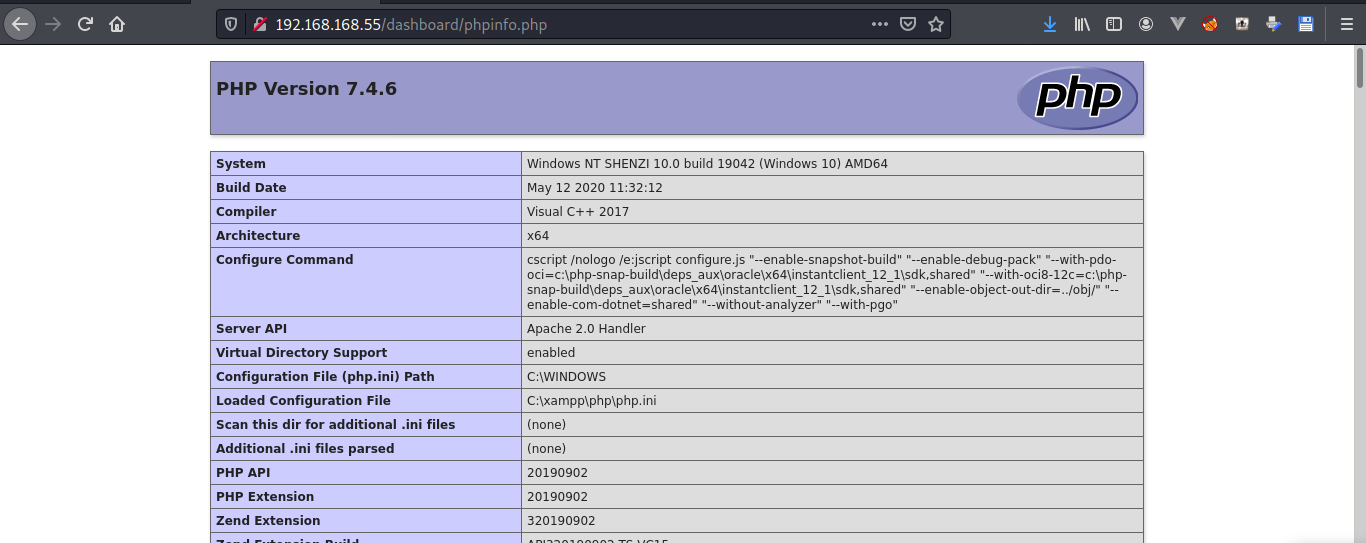 192.168.168.55/dashboard/phpinfo.php
PHP Version 7.4.6
php
System Windows NT SHENZI 10.0 build 19042 (Windows 10) AMD64
Build Date May 12 2020 11:32:12
Compiler Visual C++ 2017
Architecture x64
Configure Command cscript /nologo /e:jscript configure.js "--enable-snapshot-build" "--enable-debug-pack" "--with-pdo-
oci=c:\php-snap-build\deps_aux\oracle\x64\instantclient_12_1\sdk,shared" "--with-oci8-12c=c:\php-
snap-build\deps_aux\oracle\x64\instantclient_12_1\sdk,shared" "--enable-object-out-dir=../obj/" "--
enable-com-dotnet=shared" "--without-analyzer" "--with-pgo"
Server API Apache 2.0 Handler
Virtual Directory Support enabled
Configuration File (php.ini) Path C:\WINDOWS
Loaded Configuration File C:\xampp\php\php.ini
Scan this dir for additional .ini files (none)
Additional .ini files parsed (none)
PHP API 20190902
PHP Extension 20190902
Zend Extension 320190902
Zend Extension Build API320190902,TS,VC15